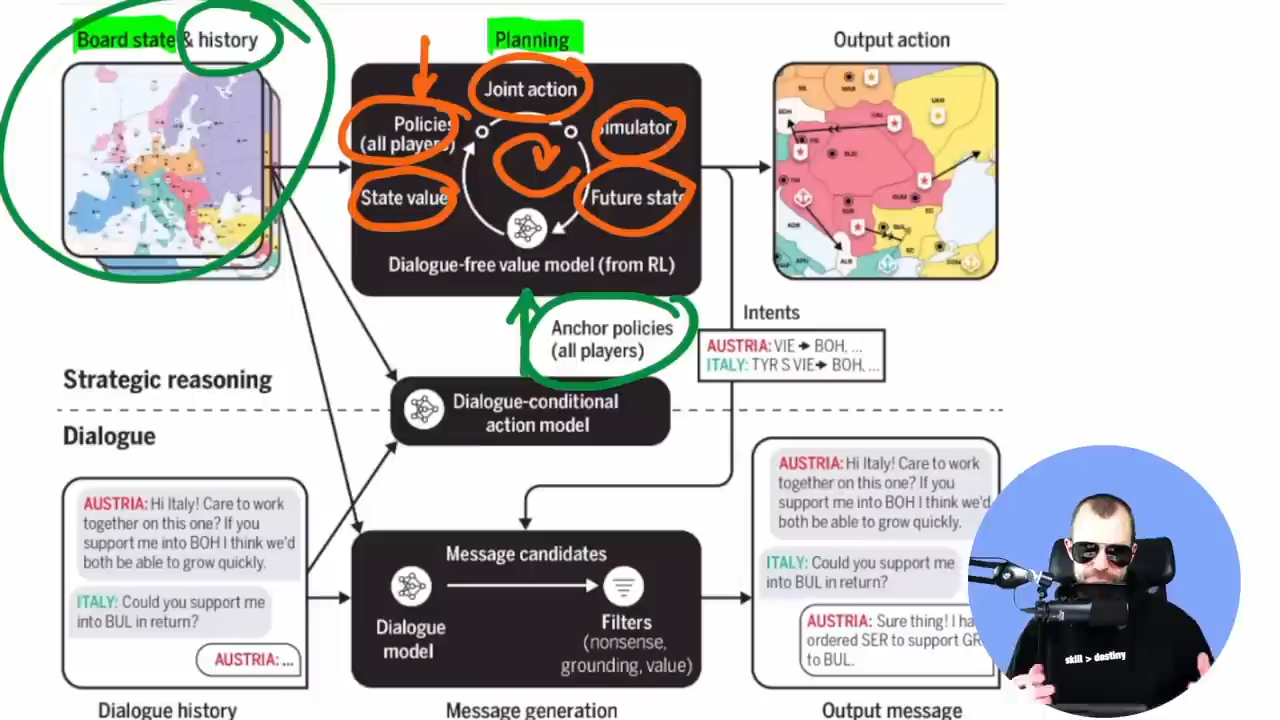 Board state & history
Planning
Output action
Joint action
Policies
(all players)
Simulator
State value
Future state
Dialogue-free value model (from RL)
Anchor policies
(all players)
Intents
AUSTRIA: VIE → BOH, ...
ITALY: TYR S VIE → BOH, ...
Strategic reasoning
Dialogue-conditional
action model
Dialogue
AUSTRIA: Hi Italy! Care to work
together on this one? If you
support me into BOH I think we'd
both be able to grow quickly.
ITALY: Could you support me
into BUL in return?
AUSTRIA: ...
Dialogue history
Message candidates
Dialogue
model
Filters
(nonsense,
grounding, value)
Message generation
AUSTRIA: Hi Italy! Care to work
together on this one? If you
support me into BOH I think we'd
both be able to grow quickly.
ITALY: Could you support me
into BUL in return?
AUSTRIA: Sure thing! I ha
ordered SER to support GR
to BUL.
Output message
skill > destiny